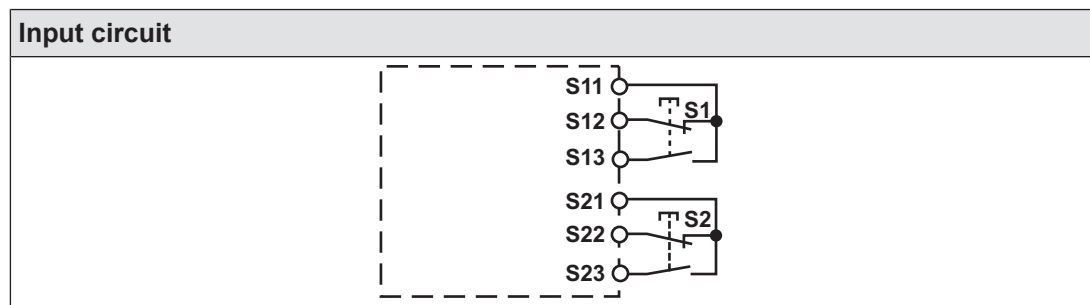 Input circuit
S11
S1
S12
S13
S21
S2
S22
S23